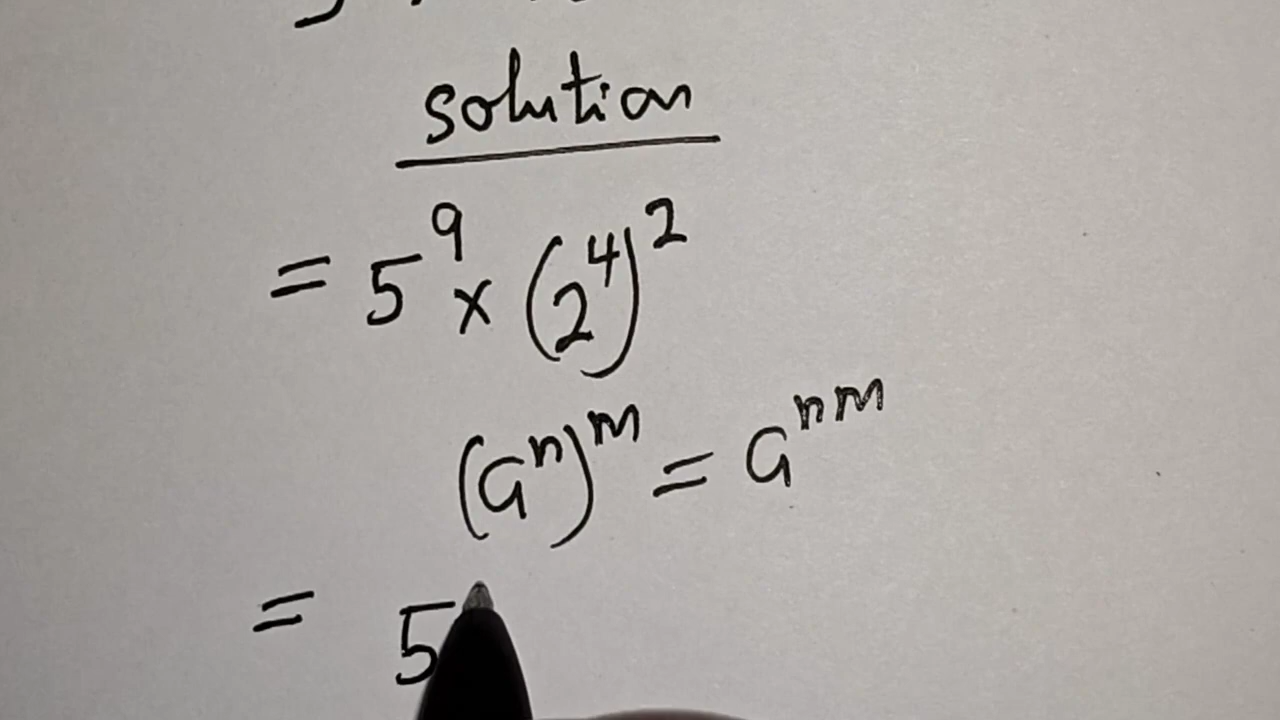 solution
= 5^9 × (2^4)^2
(a^n)^m = a^nm
= 5